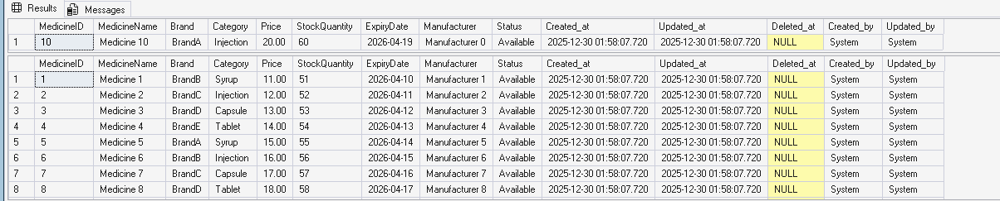 Results Messages
MedicineID MedicineName Brand Category Price StockQuantity ExpiryDate Manufacturer Status Created_at Updated_at Deleted_at Created_by Updated_by
1 10 Medicine 10 BrandA Injection 20.00 60 2026-04-19 Manufacturer 0 Available 2025-12-30 01:58:07.720 2025-12-30 01:58:07.720 NULL System System
MedicineID MedicineName Brand Category Price StockQuantity ExpiryDate Manufacturer Status Created_at Updated_at Deleted_at Created_by Updated_by
1 1 Medicine 1 BrandB Syrup 11.00 51 2026-04-10 Manufacturer 1 Available 2025-12-30 01:58:07.720 2025-12-30 01:58:07.720 NULL System System
2 2 Medicine 2 BrandC Injection 12.00 52 2026-04-11 Manufacturer 2 Available 2025-12-30 01:58:07.720 2025-12-30 01:58:07.720 NULL System System
3 3 Medicine 3 BrandD Capsule 13.00 53 2026-04-12 Manufacturer 3 Available 2025-12-30 01:58:07.720 2025-12-30 01:58:07.720 NULL System System
4 4 Medicine 4 BrandE Tablet 14.00 54 2026-04-13 Manufacturer 4 Available 2025-12-30 01:58:07.720 2025-12-30 01:58:07.720 NULL System System
5 5 Medicine 5 BrandA Syrup 15.00 55 2026-04-14 Manufacturer 5 Available 2025-12-30 01:58:07.720 2025-12-30 01:58:07.720 NULL System System
6 6 Medicine 6 BrandB Injection 16.00 56 2026-04-15 Manufacturer 6 Available 2025-12-30 01:58:07.720 2025-12-30 01:58:07.720 NULL System System
7 7 Medicine 7 BrandC Capsule 17.00 57 2026-04-16 Manufacturer 7 Available 2025-12-30 01:58:07.720 2025-12-30 01:58:07.720 NULL System System
8 8 Medicine 8 BrandD Tablet 18.00 58 2026-04-17 Manufacturer 8 Available 2025-12-30 01:58:07.720 2025-12-30 01:58:07.720 NULL System System